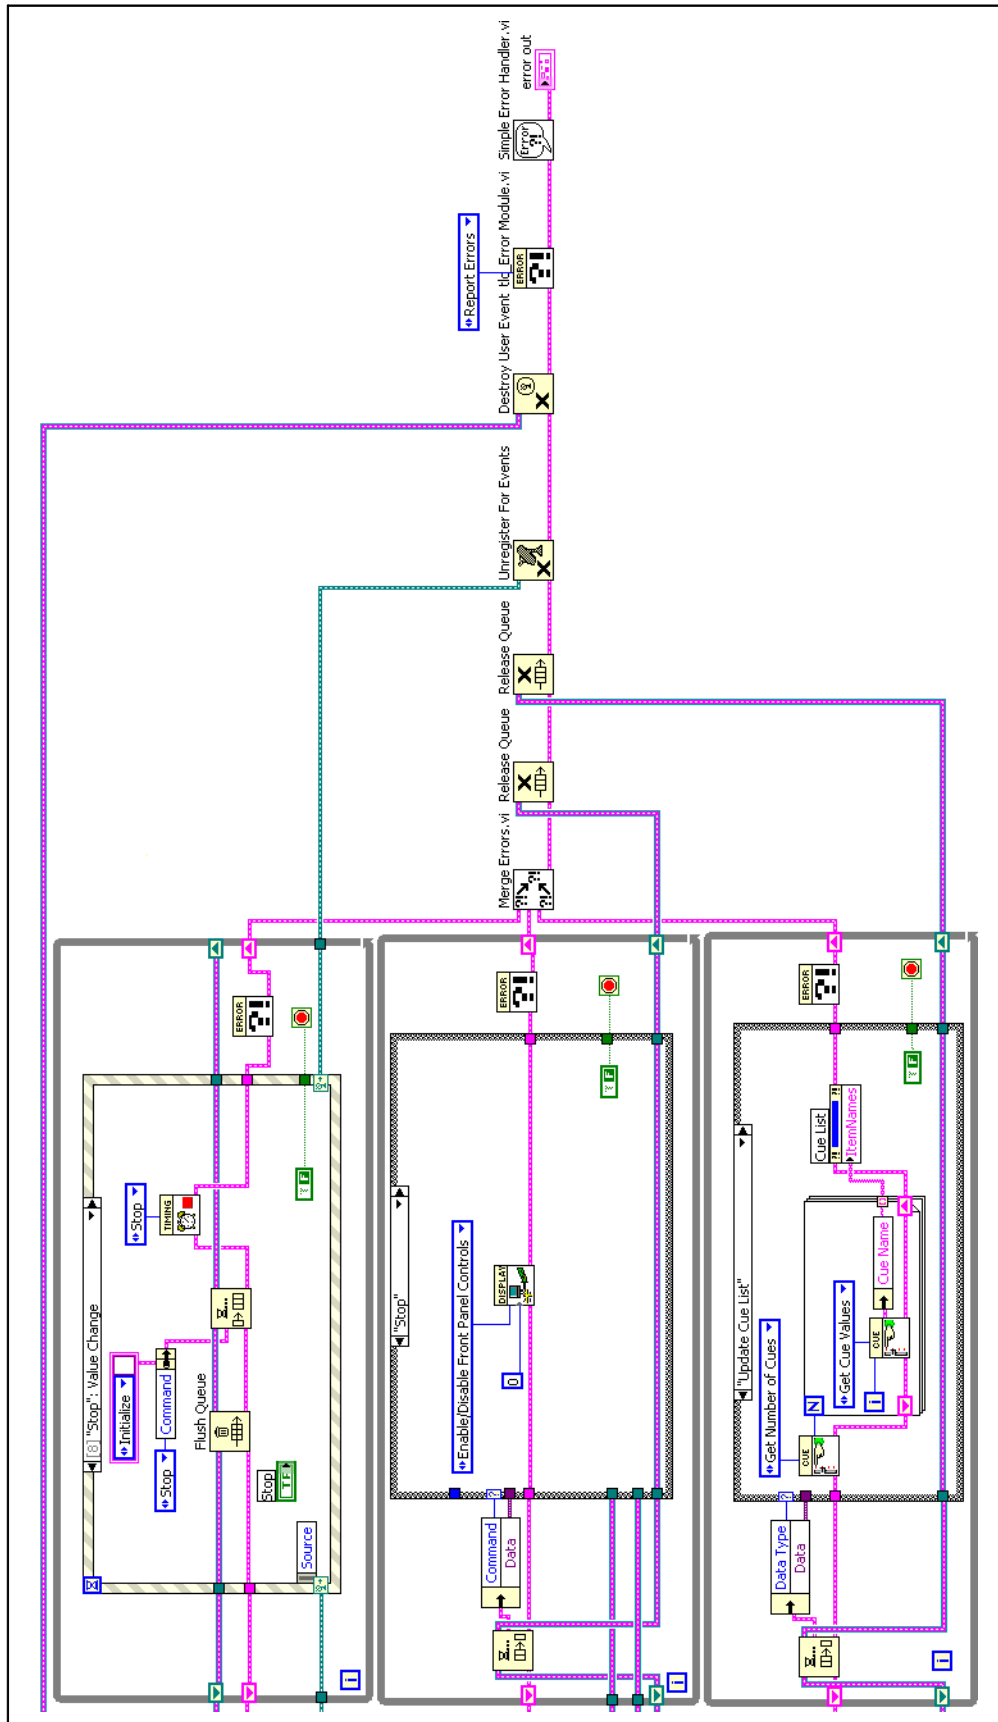 [8] "Stop": Value Change
Initialize
Stop
Command
Flush Queue
Stop
TF
Source
Stop
TIMING
F
ERROR
i
"Stop"
Enable/Disable Front Panel Controls
0
DISPLAY
Command
Data
?
F
ERROR
i
"Update Cue List"
Get Number of Cues
CUE
N
Get Cue Values
i
CUE
Cue Name
Cue List
ItemNames
Data Type
Data
?
F
ERROR
i
Merge Errors.vi
Release Queue
Release Queue
Unregister For Events
Destroy User Event
tlc_Error Module.vi
Report Errors
ERROR
Simple Error Handler.vi
Error
?!
error out